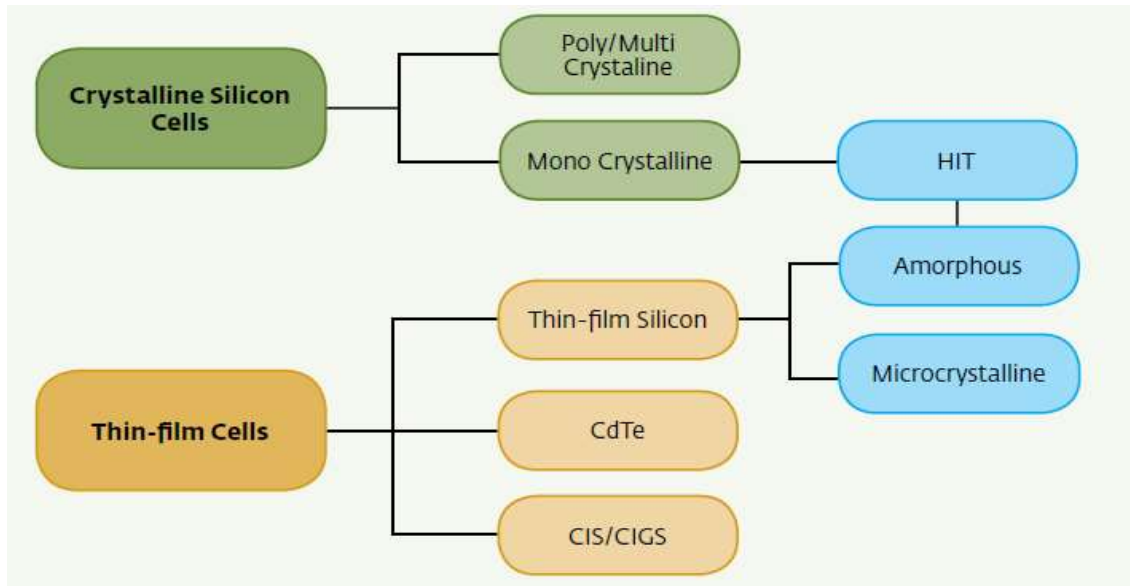 Crystalline Silicon
Cells
Poly/Multi
Crystaline
Mono Crystalline
HIT
Amorphous
Thin-film Silicon
Microcrystalline
Thin-film Cells
CdTe
CIS/CIGS